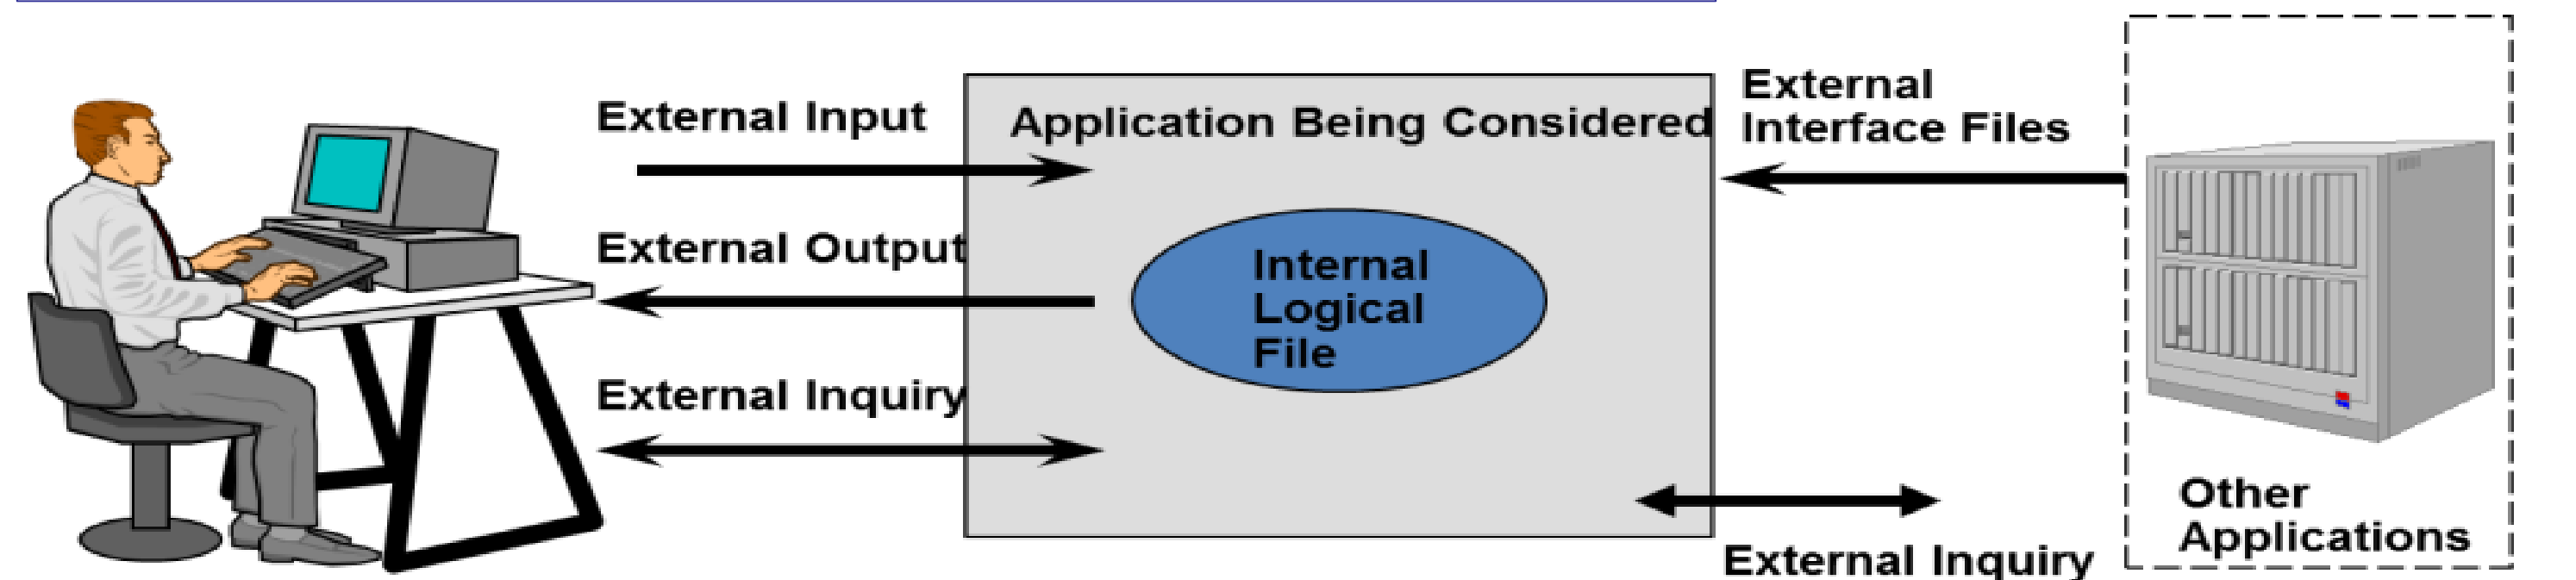 External Input
External Output
External Inquiry
Application Being Considered
Internal
Logical
File
External
Interface Files
External Inquiry
Other
Applications